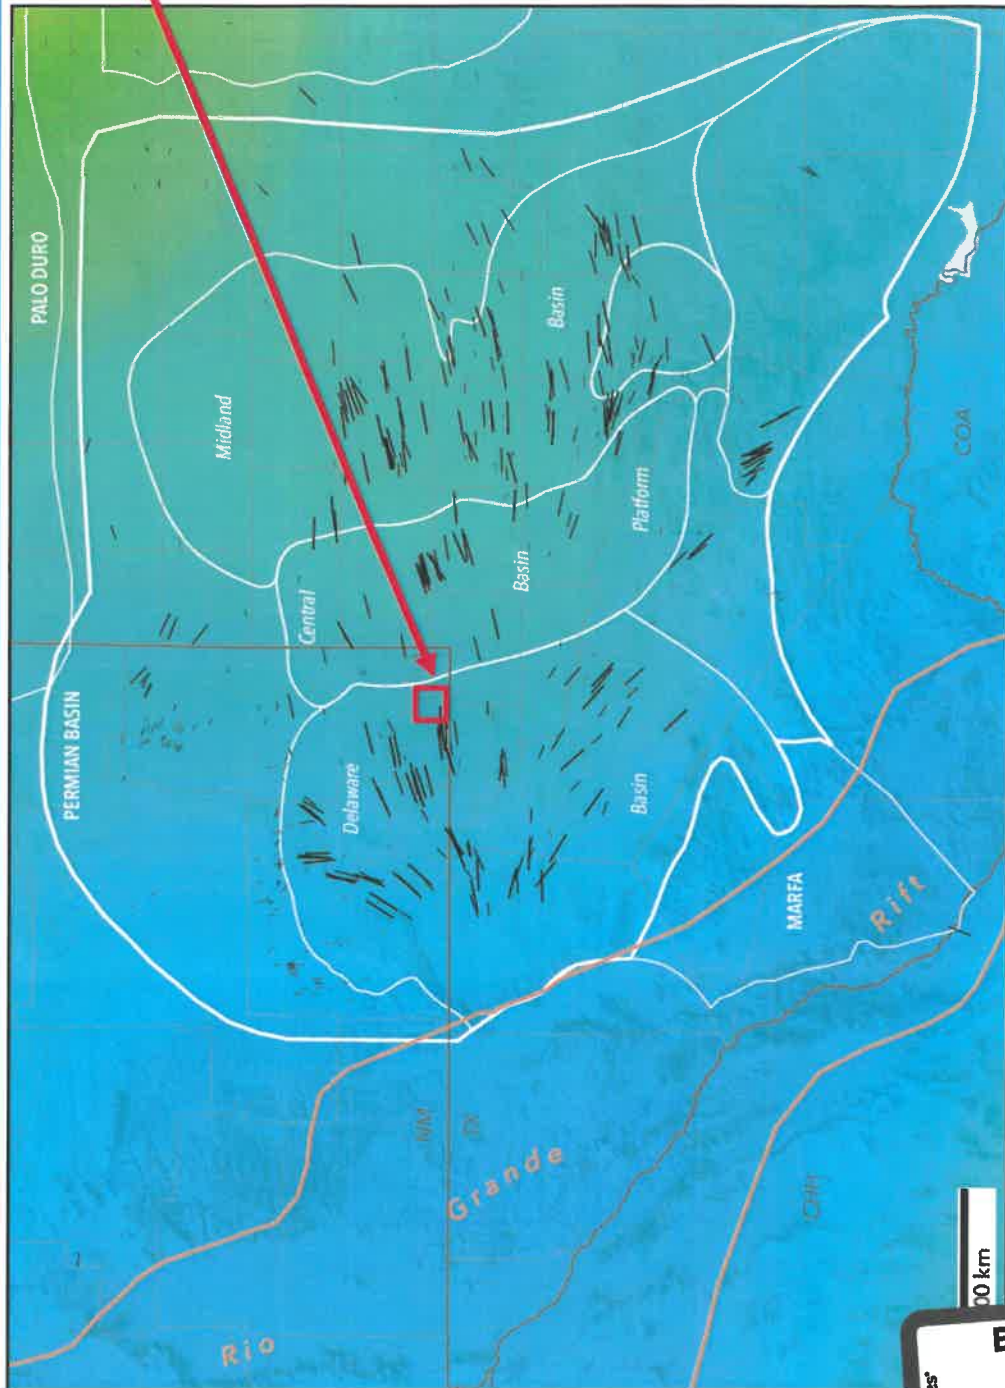 PALO DURO
PERMIAN BASIN
Midland
Basin
Central
Basin
Platform
Delaware
Basin
MARFA
Rio
Grande
Rift
NM
TX
CHI
COA
00 km